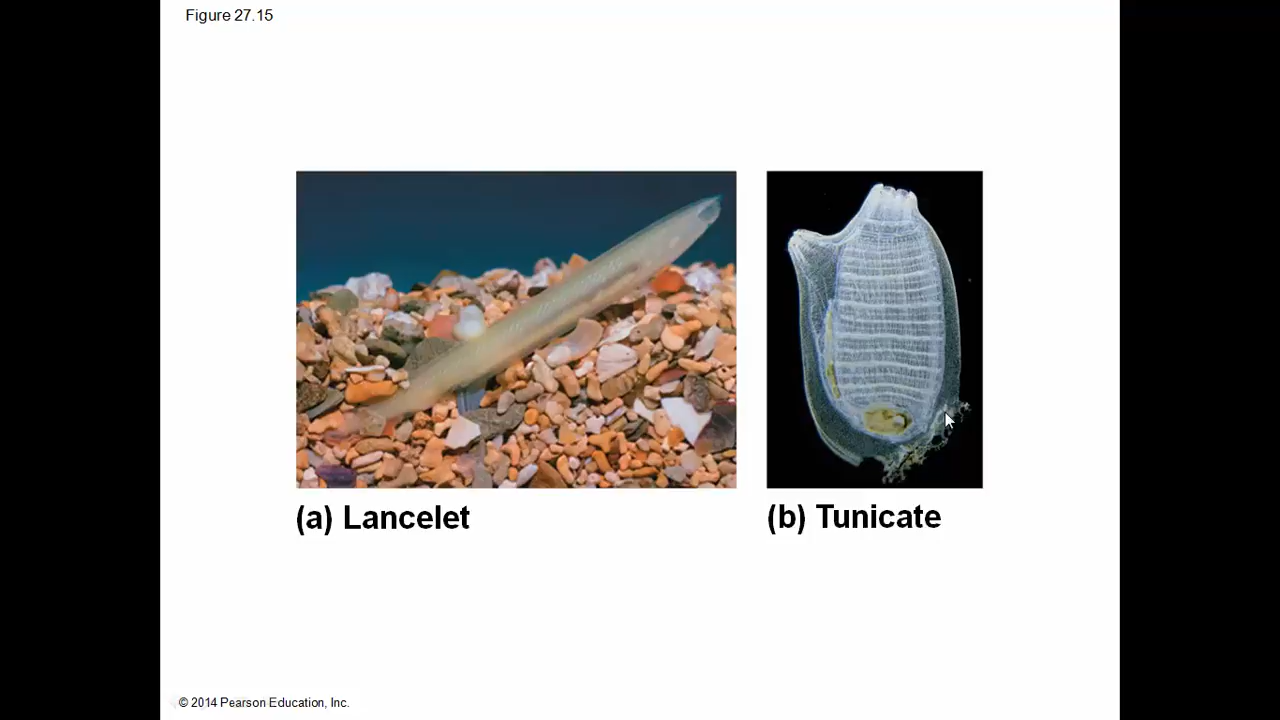 Figure 27.15
(a) Lancelet
(b) Tunicate
© 2014 Pearson Education, Inc.